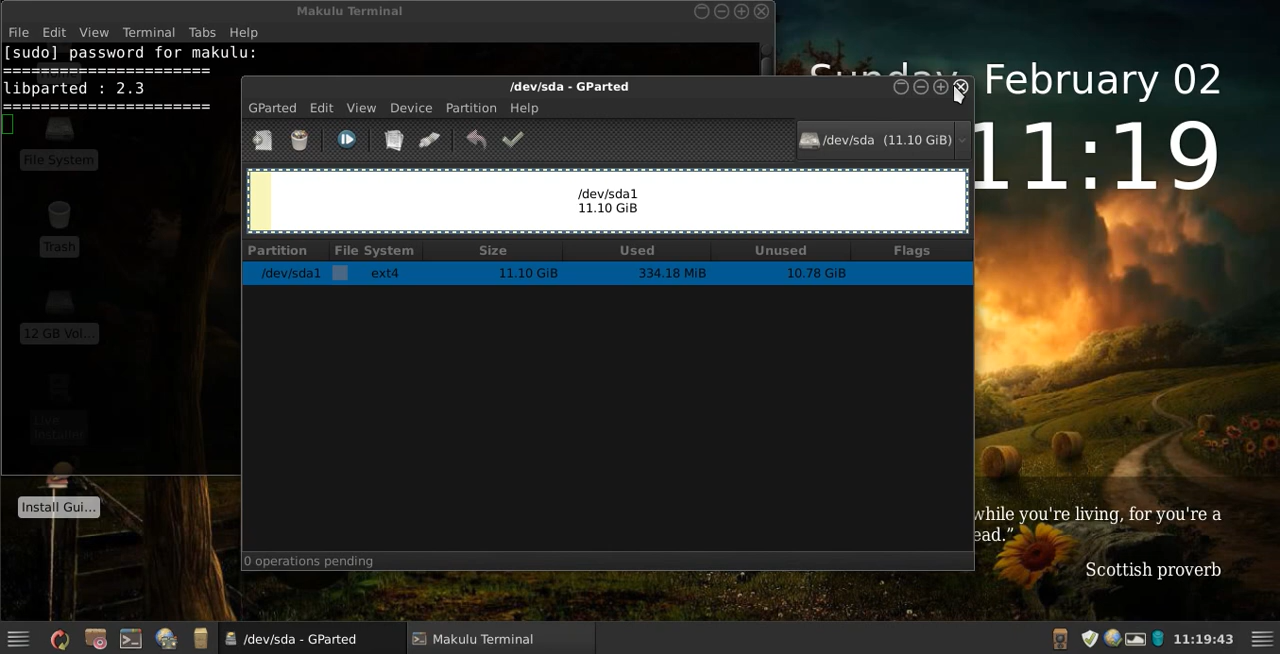 Makulu Terminal
File Edit View Terminal Tabs Help
[sudo] password for makulu:
=====================
libparted : 2.3
=====================
File System
Trash
12 GB Vol...
Live
Install Gui...
/dev/sda - GParted
GParted Edit View Device Partition Help
/dev/sda (11.10 GiB)
/dev/sda1
11.10 GiB
Partition File System Size Used Unused Flags
/dev/sda1 ext4 11.10 GiB 334.18 MiB 10.78 GiB
0 operations pending
Sunday, February 02
11:19
while you're living, for you're a
ead.”
Scottish proverb
/dev/sda - GParted
Makulu Terminal
11:19:43